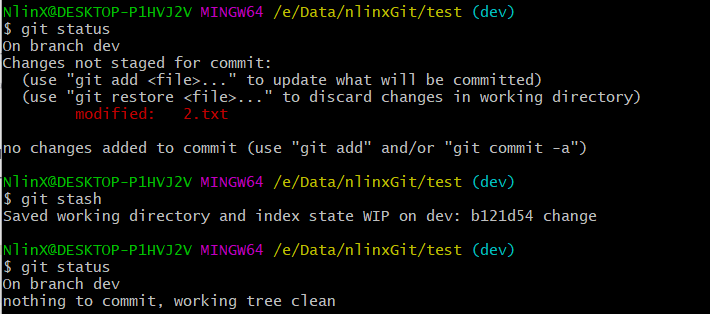 NlinX@DESKTOP-P1HVJ2V MINGW64 /e/Data/nlinxGit/test (dev)
$ git status
On branch dev
Changes not staged for commit:
  (use "git add <file>..." to update what will be committed)
  (use "git restore <file>..." to discard changes in working directory)
        modified:   2.txt

no changes added to commit (use "git add" and/or "git commit -a")

NlinX@DESKTOP-P1HVJ2V MINGW64 /e/Data/nlinxGit/test (dev)
$ git stash
Saved working directory and index state WIP on dev: b121d54 change

NlinX@DESKTOP-P1HVJ2V MINGW64 /e/Data/nlinxGit/test (dev)
$ git status
On branch dev
nothing to commit, working tree clean